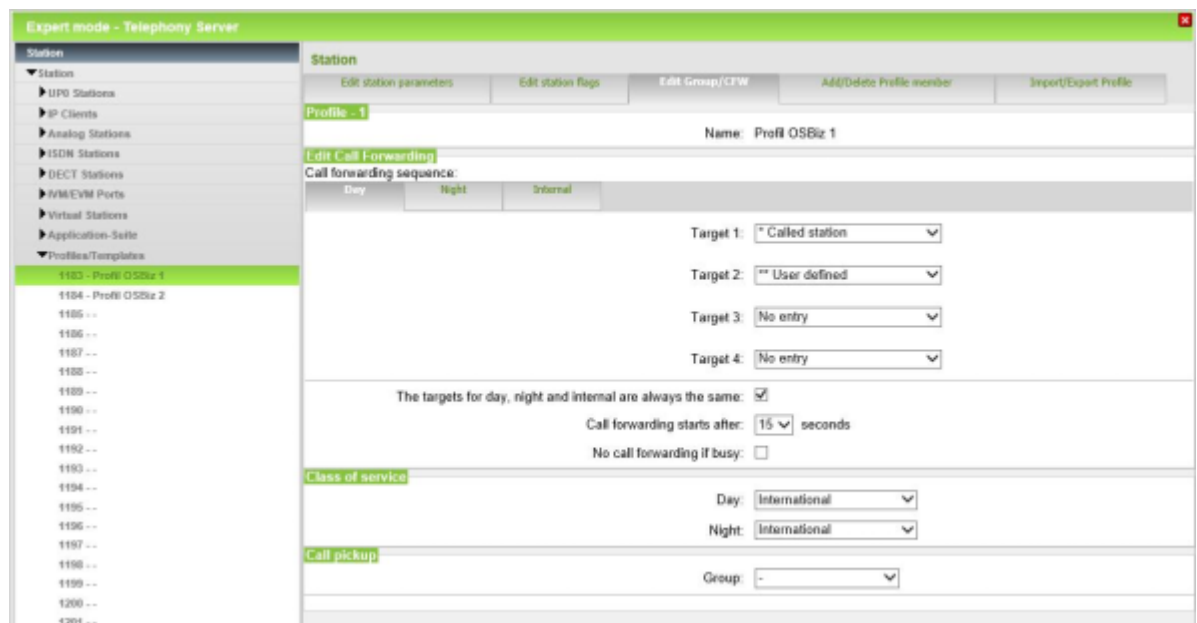 Expert mode - Telephony Server
Station
Station
UP0 Stations
IP Clients
Analog Stations
ISDN Stations
DECT Stations
IVM/EVM Ports
Virtual Stations
Application-Suite
Profiles/Templates
1183 - Profil OSBiz 1
1184 - Profil OSBiz 2
1185 - -
1186 - -
1187 - -
1188 - -
1189 - -
1190 - -
1191 - -
1192 - -
1193 - -
1194 - -
1195 - -
1196 - -
1197 - -
1198 - -
1199 - -
1200 - -
1201 - -
Station
Edit station parameters Edit station flags Edit Group/CFW Add/Delete Profile member Import/Export Profile
Profile - 1
Name: Profil OSBiz 1
Edit Call Forwarding
Call forwarding sequence:
Day Night Internal
Target 1: * Called station
Target 2: ** User defined
Target 3: No entry
Target 4: No entry
The targets for day, night and internal are always the same:
Call forwarding starts after: 15 seconds
No call forwarding if busy:
Class of service
Day: International
Night: International
Call pickup
Group: -